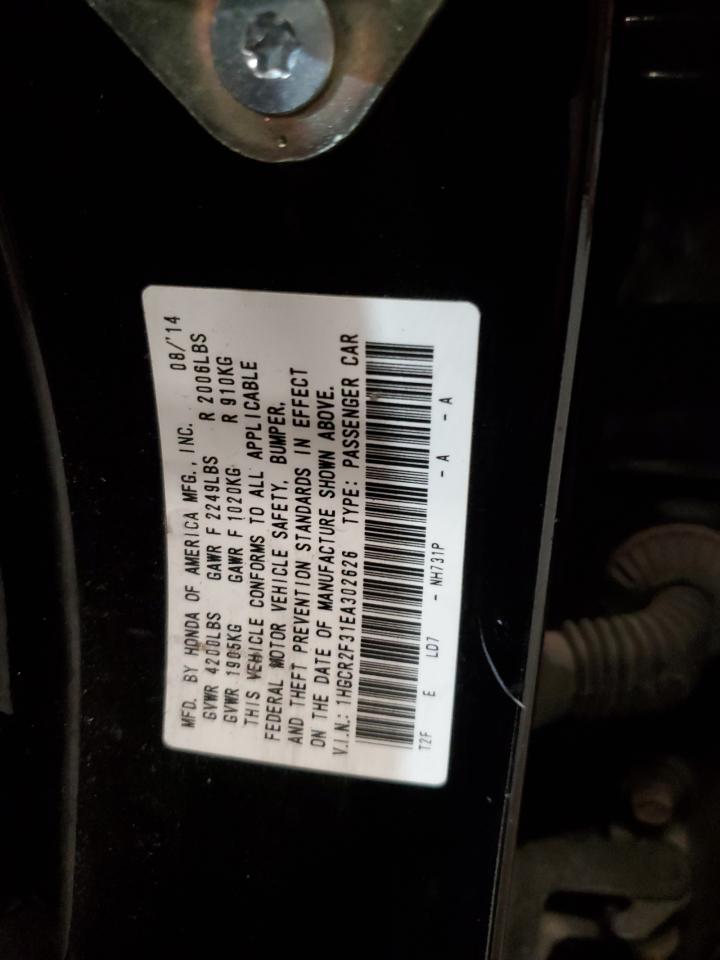 MFD. BY HONDA OF AMERICA MFG., INC. 08/'14
GVWR 4200LBS GAWR F 2249LBS R 2006LBS
GVWR 1905KG GAWR F 1020KG R 910KG
THIS VEHICLE CONFORMS TO ALL APPLICABLE
FEDERAL MOTOR VEHICLE SAFETY, BUMPER,
AND THEFT PREVENTION STANDARDS IN EFFECT
ON THE DATE OF MANUFACTURE SHOWN ABOVE.
V.I.N.: 1HGCR2F31EA302626 TYPE: PASSENGER CAR
T2F E LD7 - NH731P - A - A